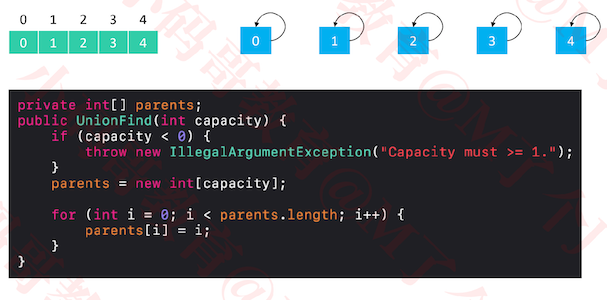 0 1 2 3 4
0 1 2 3 4
0 1 2 3 4
private int[] parents;
public UnionFind(int capacity) {
if (capacity < 0) {
throw new IllegalArgumentException("Capacity must >= 1.");
}
parents = new int[capacity];
for (int i = 0; i < parents.length; i++) {
parents[i] = i;
}
}